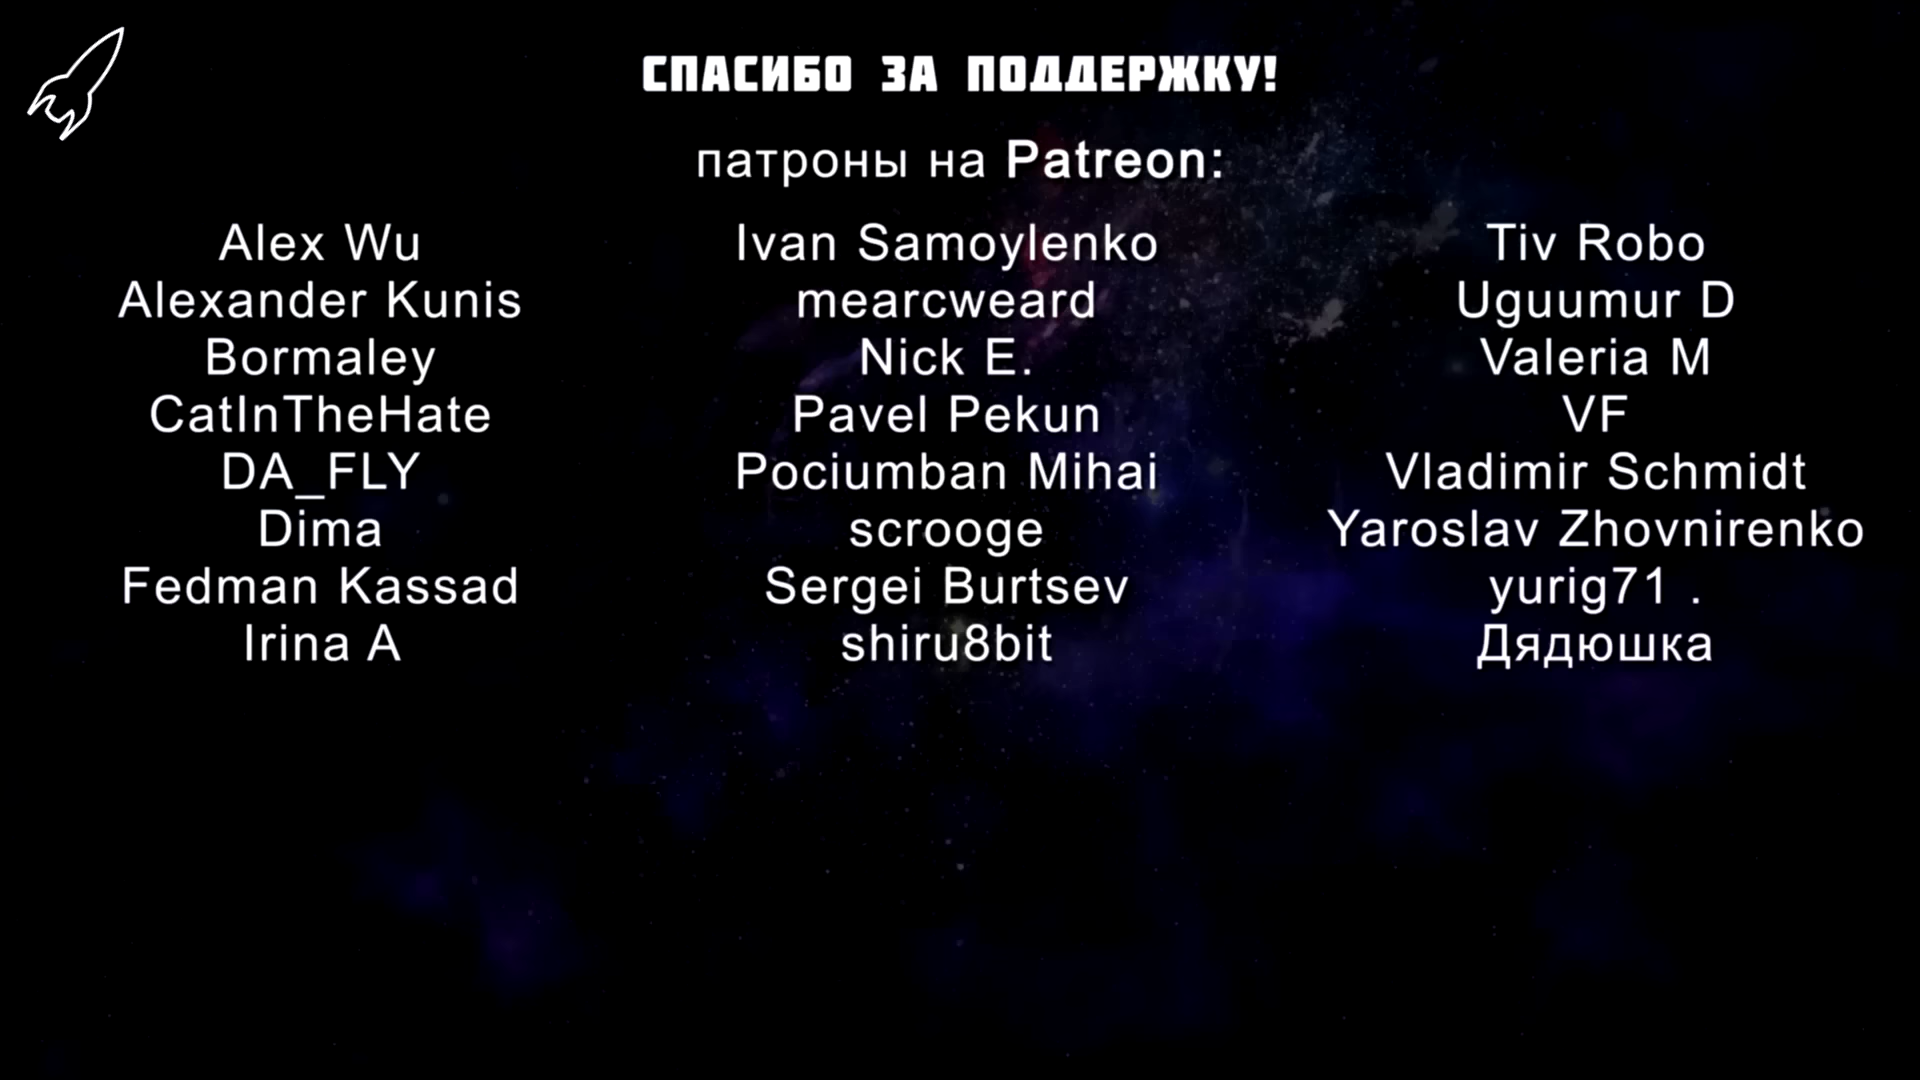 СПАСИБО ЗА ПОДДЕРЖКУ!
патроны на Patreon:
Alex Wu
Alexander Kunis
Bormaley
CatInTheHate
DA_FLY
Dima
Fedman Kassad
Irina A
Ivan Samoylenko
mearcweard
Nick E.
Pavel Pekun
Pociumban Mihai
scrooge
Sergei Burtsev
shiru8bit
Tiv Robo
Uguumur D
Valeria M
VF
Vladimir Schmidt
Yaroslav Zhovnirenko
yurig71 .
Дядюшка